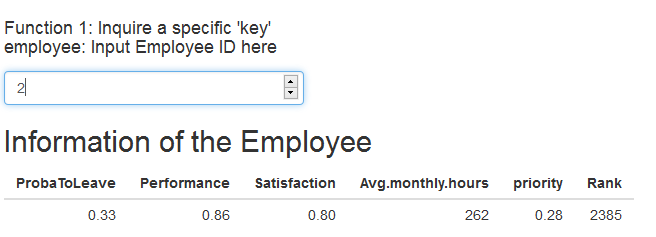 Function 1: Inquire a specific 'key'
employee: Input Employee ID here
2
Information of the Employee
ProbaToLeave Performance Satisfaction Avg.monthly.hours priority Rank
0.33 0.86 0.80 262 0.28 2385